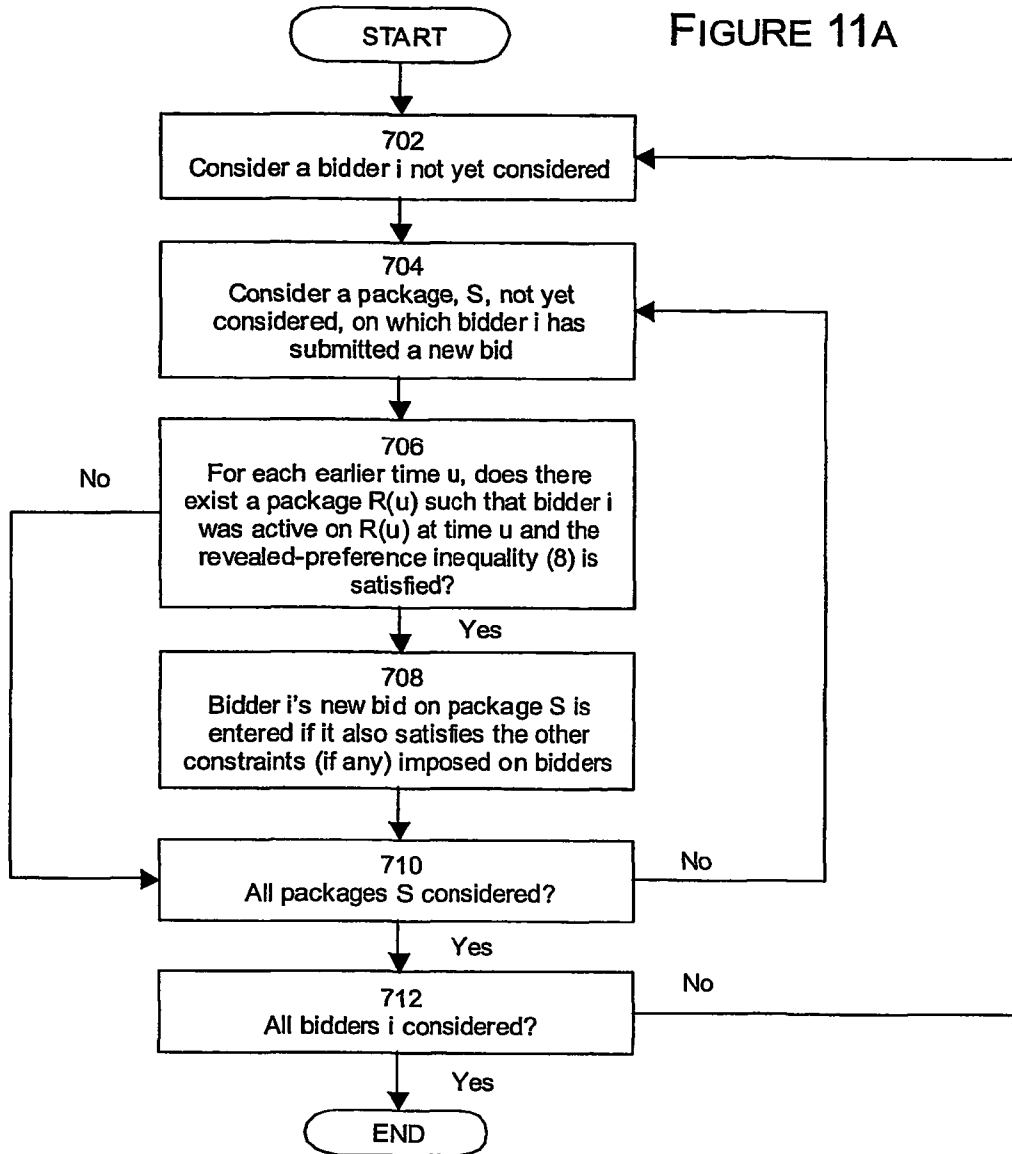 FIGURE 11A
START
702
Consider a bidder i not yet considered
704
Consider a package, S, not yet
considered, on which bidder i has
submitted a new bid
706
For each earlier time u, does there
exist a package R(u) such that bidder i
was active on R(u) at time u and the
revealed-preference inequality (8) is
satisfied?
No
Yes
708
Bidder i's new bid on package S is
entered if it also satisfies the other
constraints (if any) imposed on bidders
710
All packages S considered?
No
Yes
712
All bidders i considered?
No
Yes
END